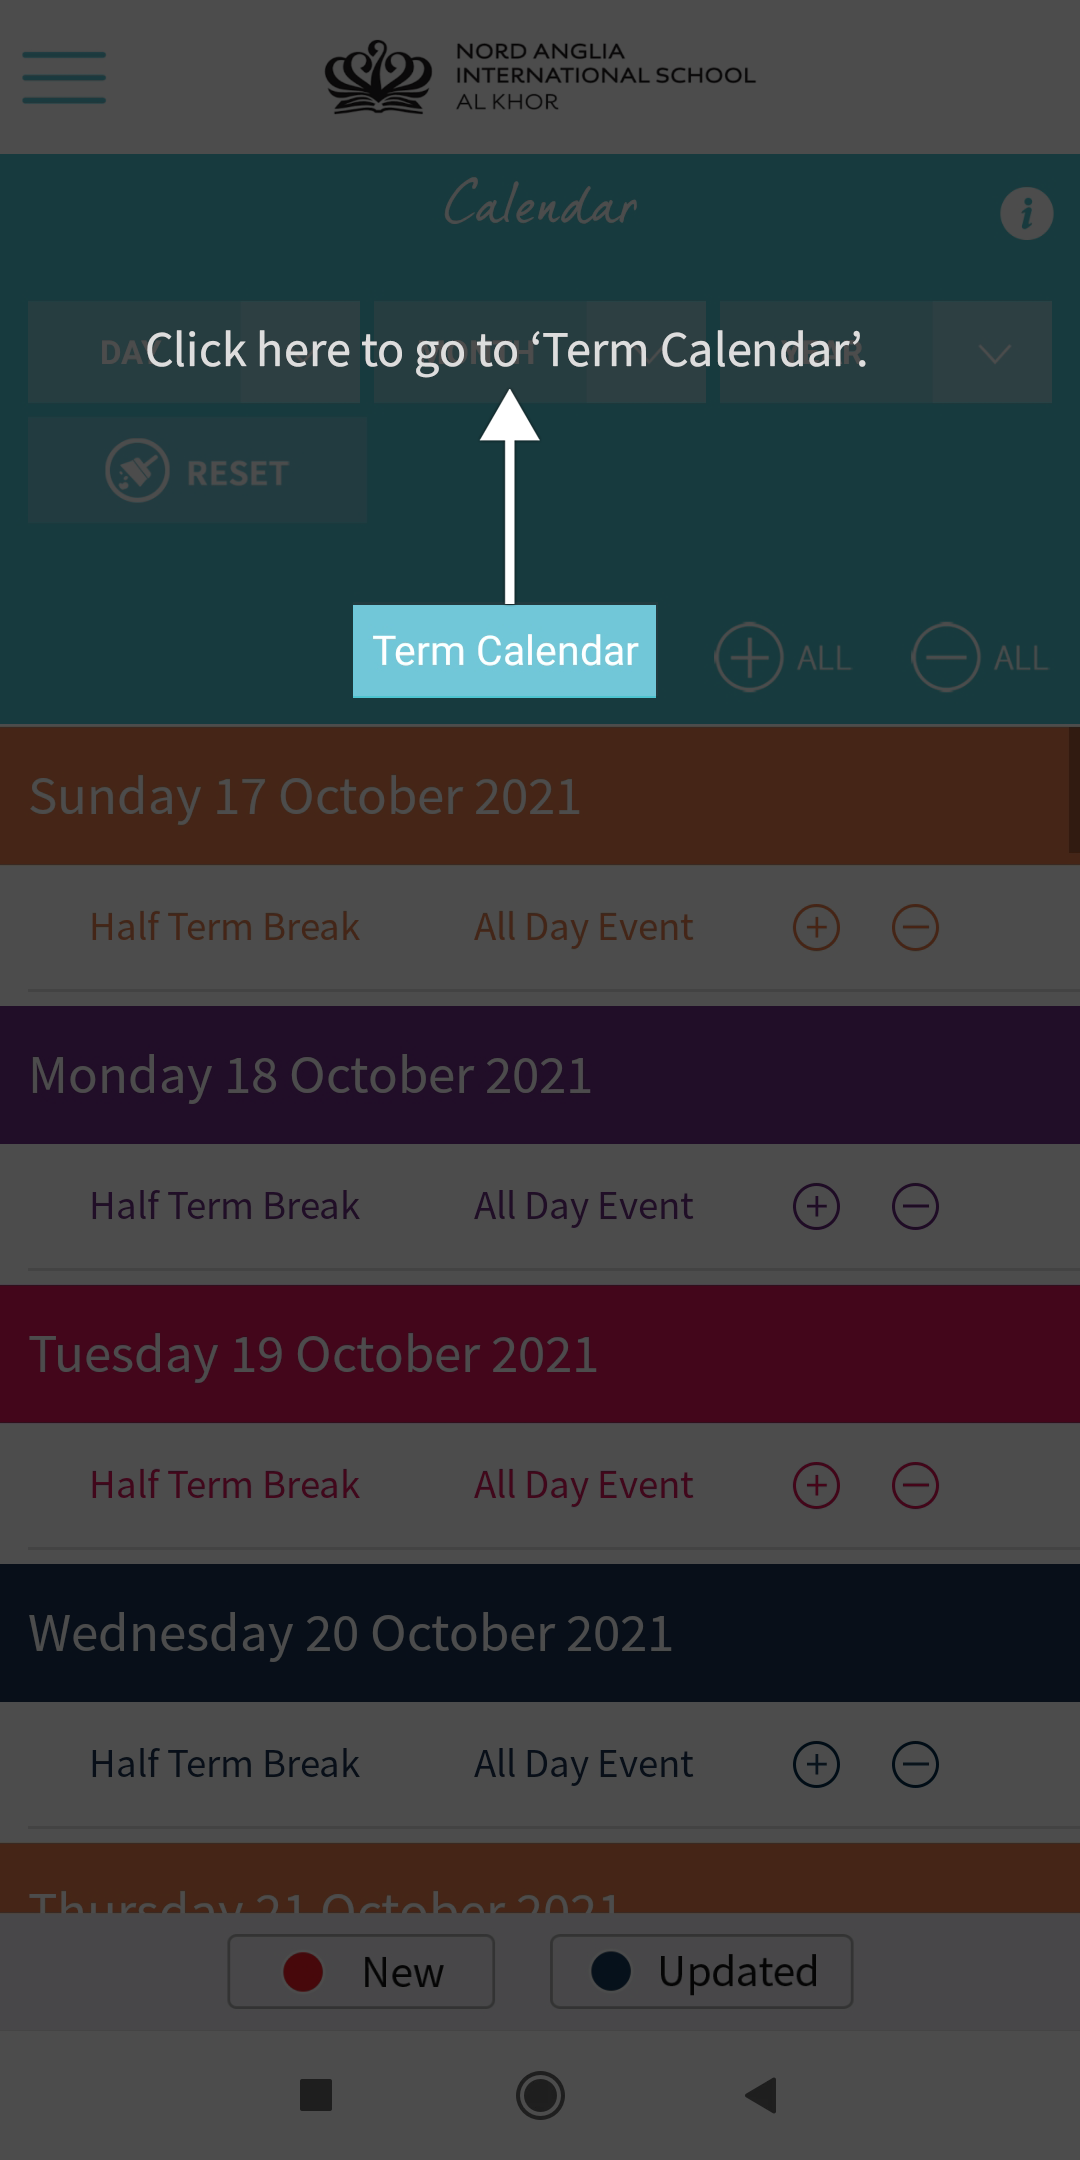 NORD ANGLIA
INTERNATIONAL SCHOOL
AL KHOR
Calendar
DAY MONTH YEAR
Click here to go to ‘Term Calendar’.
RESET
Term Calendar
ALL ALL
Sunday 17 October 2021
Half Term Break All Day Event
Monday 18 October 2021
Half Term Break All Day Event
Tuesday 19 October 2021
Half Term Break All Day Event
Wednesday 20 October 2021
Half Term Break All Day Event
Thursday 21 October 2021
New Updated